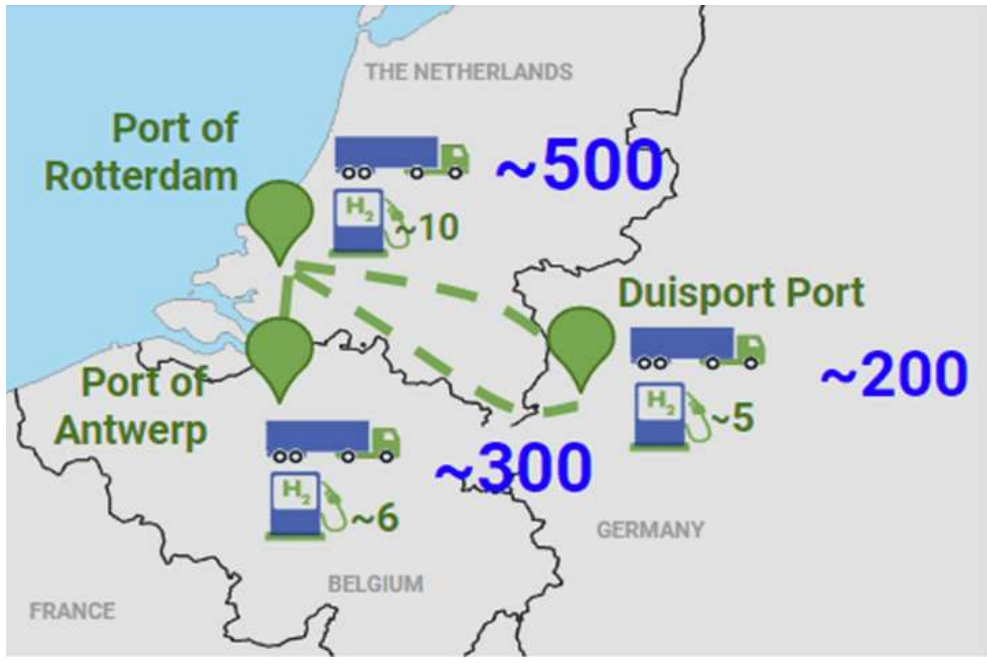 THE NETHERLANDS
Port of
Rotterdam
~500
H2
~10
Duisport Port
~200
H2
~5
Port of
Antwerp
~300
H2
~6
GERMANY
BELGIUM
FRANCE